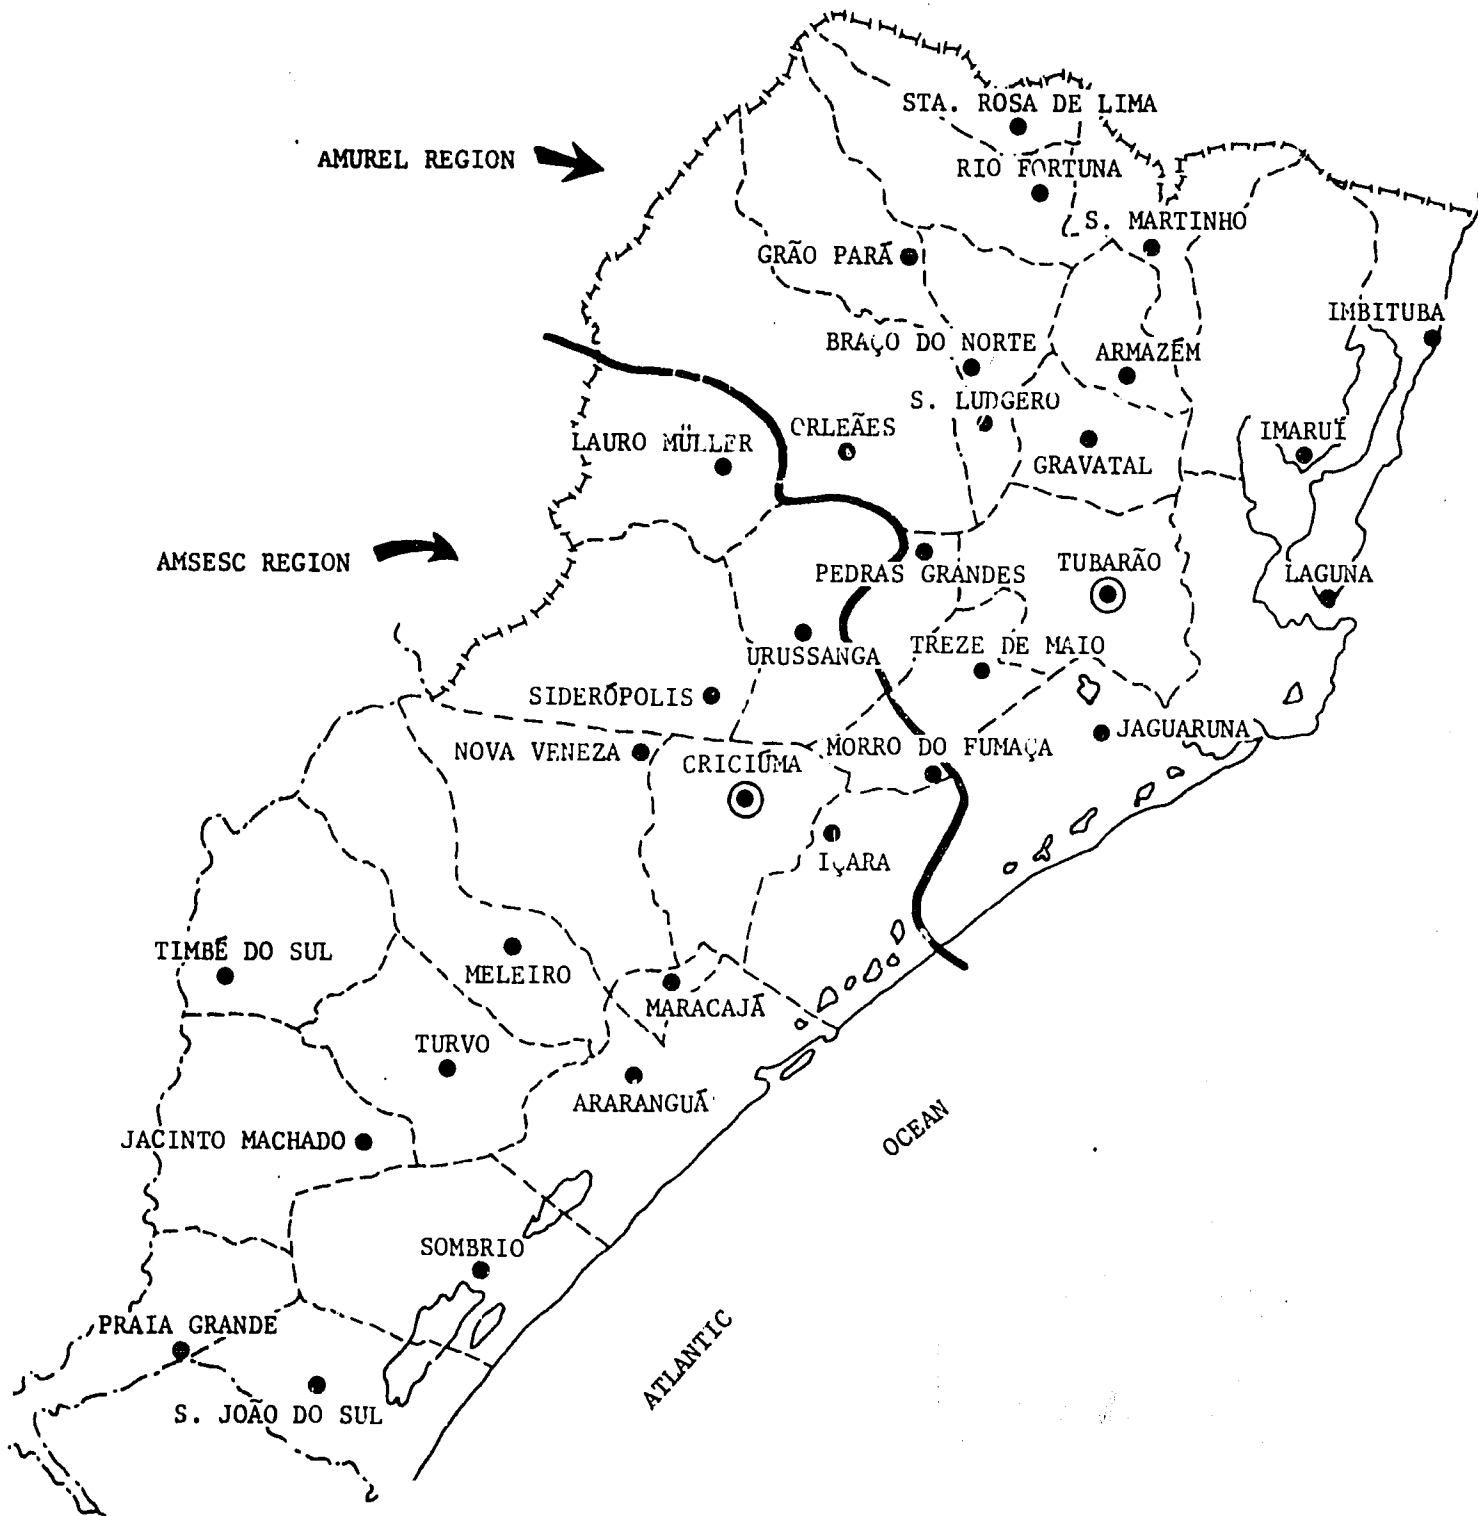 STA. ROSA DE LIMA
AMUREL REGION
RIO FORTUNA
S. MARTINHO
GRÃO PARÁ
IMBITUBA
BRAÇO DO NORTE
ARMAZÉM
S. LUDGERO
ORLEÃES
IMARUÍ
LAURO MÜLLER
GRAVATAL
AMSESC REGION
PEDRAS GRANDES
TUBARÃO
LAGUNA
URUSSANGA
TREZE DE MAIO
SIDERÓPOLIS
JAGUARUNA
NOVA VENEZA
MORRO DO FUMAÇA
CRICIÚMA
IÇARA
TIMBÉ DO SUL
MELEIRO
MARACAJÁ
TURVO
ARARANGUÁ
JACINTO MACHADO
OCEAN
SOMBRIO
PRAIA GRANDE
ATLANTIC
S. JOÃO DO SUL